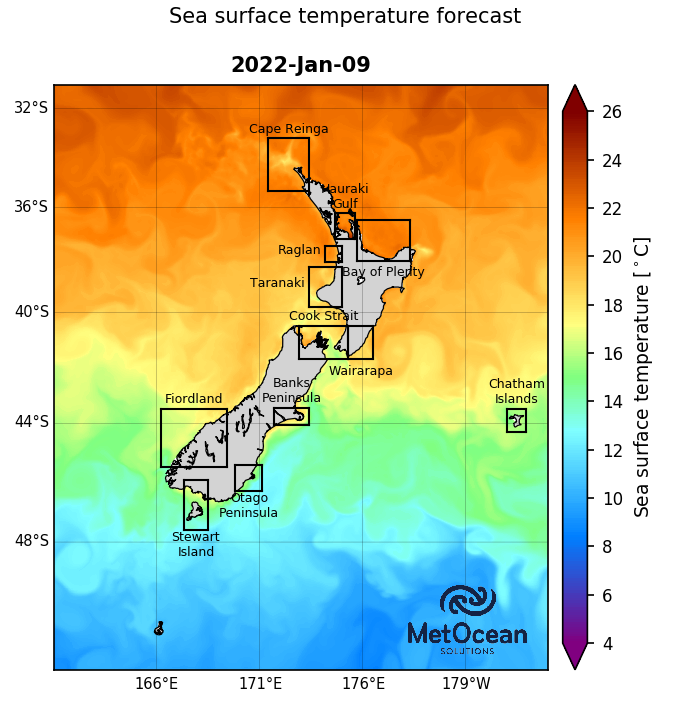 Sea surface temperature forecast
2022-Jan-09
32°S
36°S
40°S
44°S
48°S
166°E
171°E
176°E
179°W
Cape Reinga
Hauraki
Gulf
Raglan
Bay of Plenty
Taranaki
Cook Strait
Wairarapa
Banks
Peninsula
Fiordland
Chatham
Islands
Otago
Peninsula
Stewart
Island
MetOcean
SOLUTIONS
26
24
22
20
18
16
14
12
10
8
6
4
Sea surface temperature [°C]